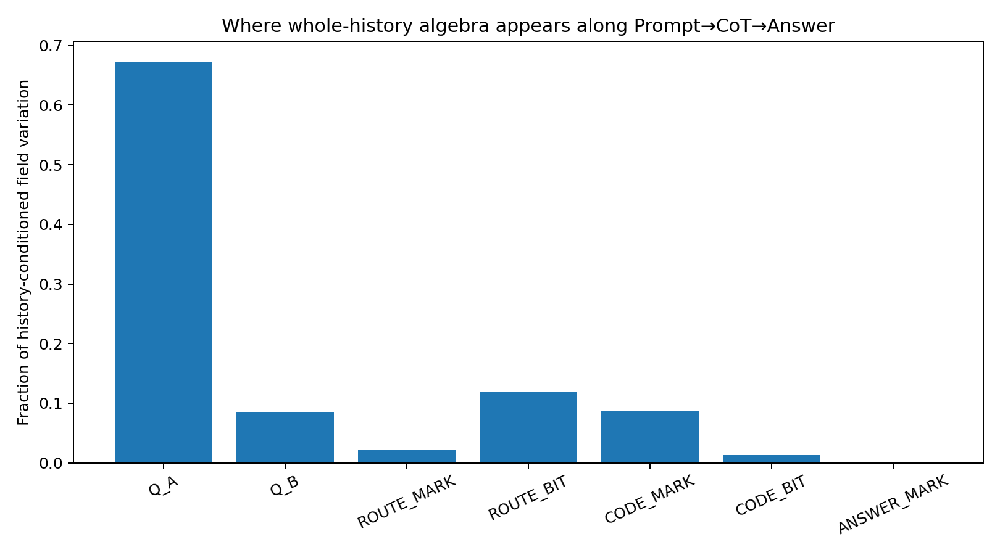 Where whole-history algebra appears along Prompt→CoT→Answer
Fraction of history-conditioned field variation
0.7
0.6
0.5
0.4
0.3
0.2
0.1
0.0
Q_A
Q_B
ROUTE_MARK
ROUTE_BIT
CODE_MARK
CODE_BIT
ANSWER_MARK